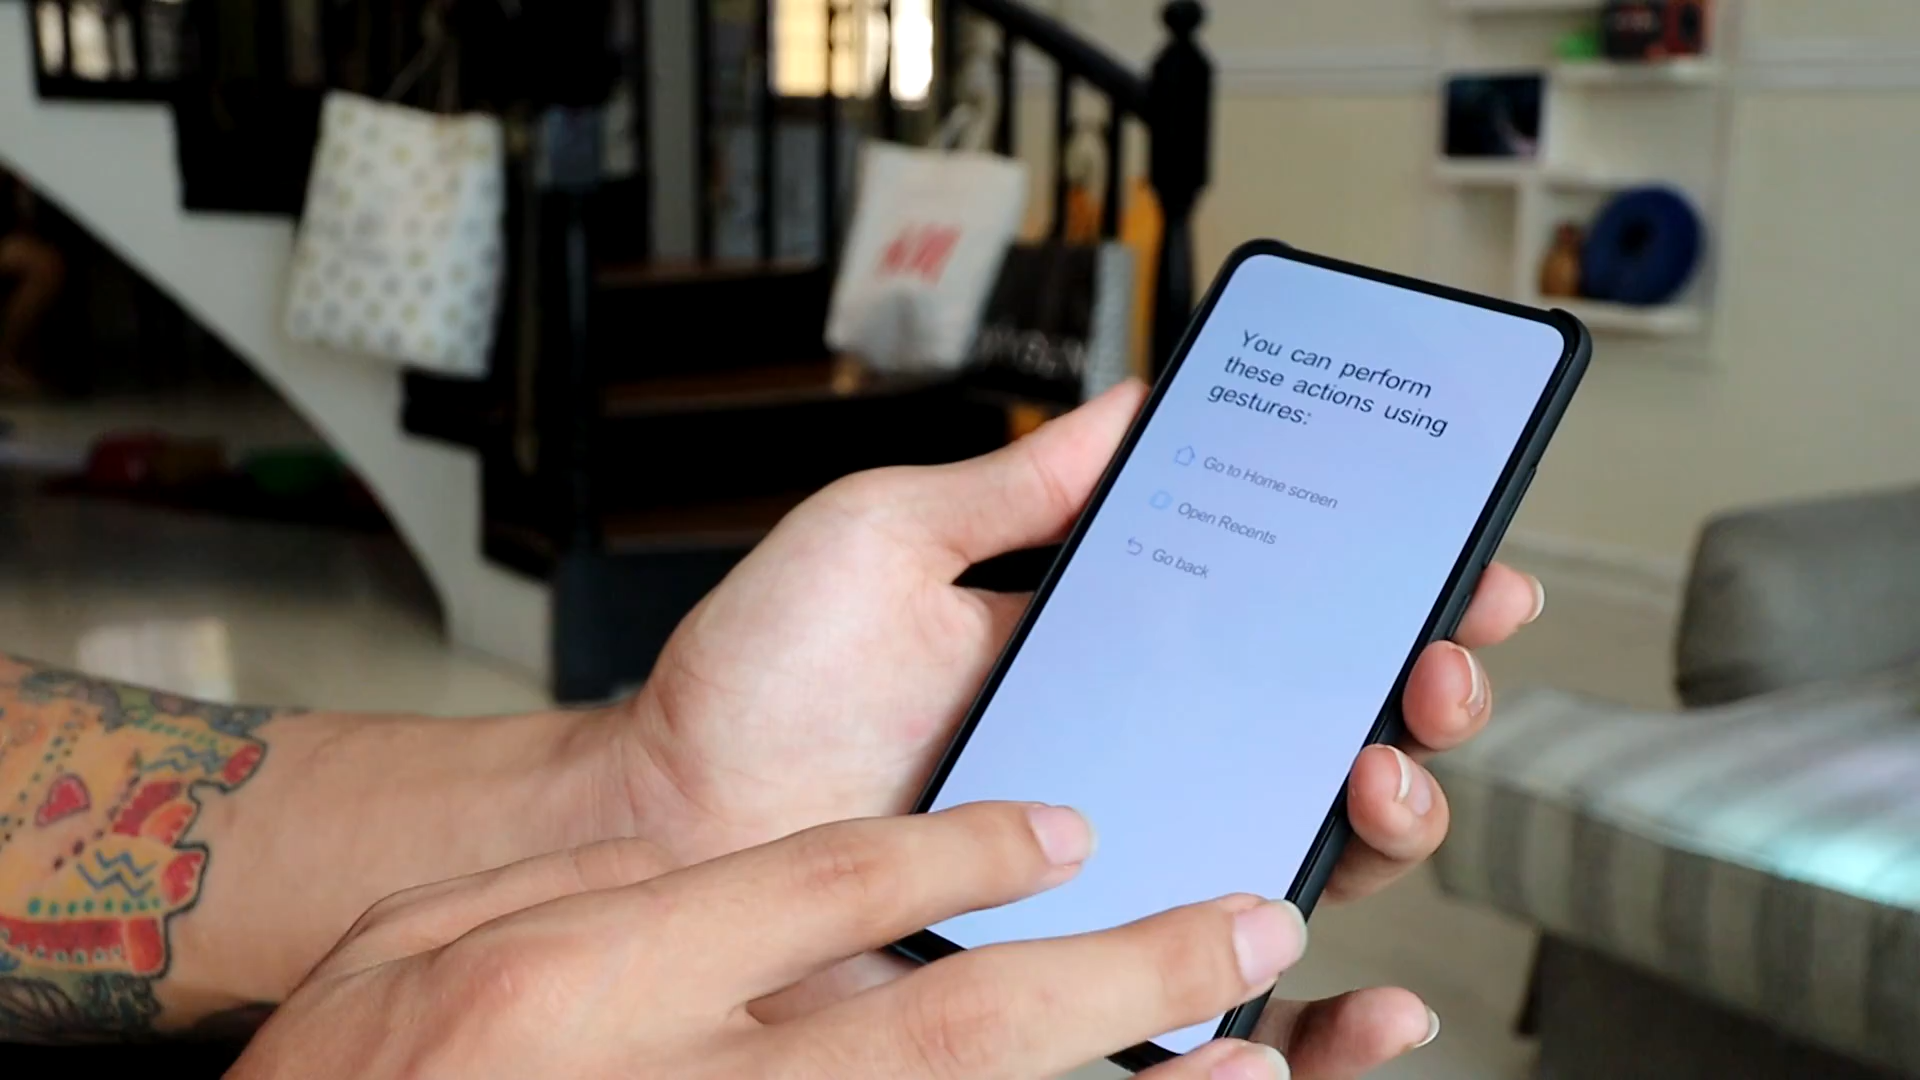 You can perform
these actions using
gestures:
Go to Home screen
Open Recents
Go back
H&M